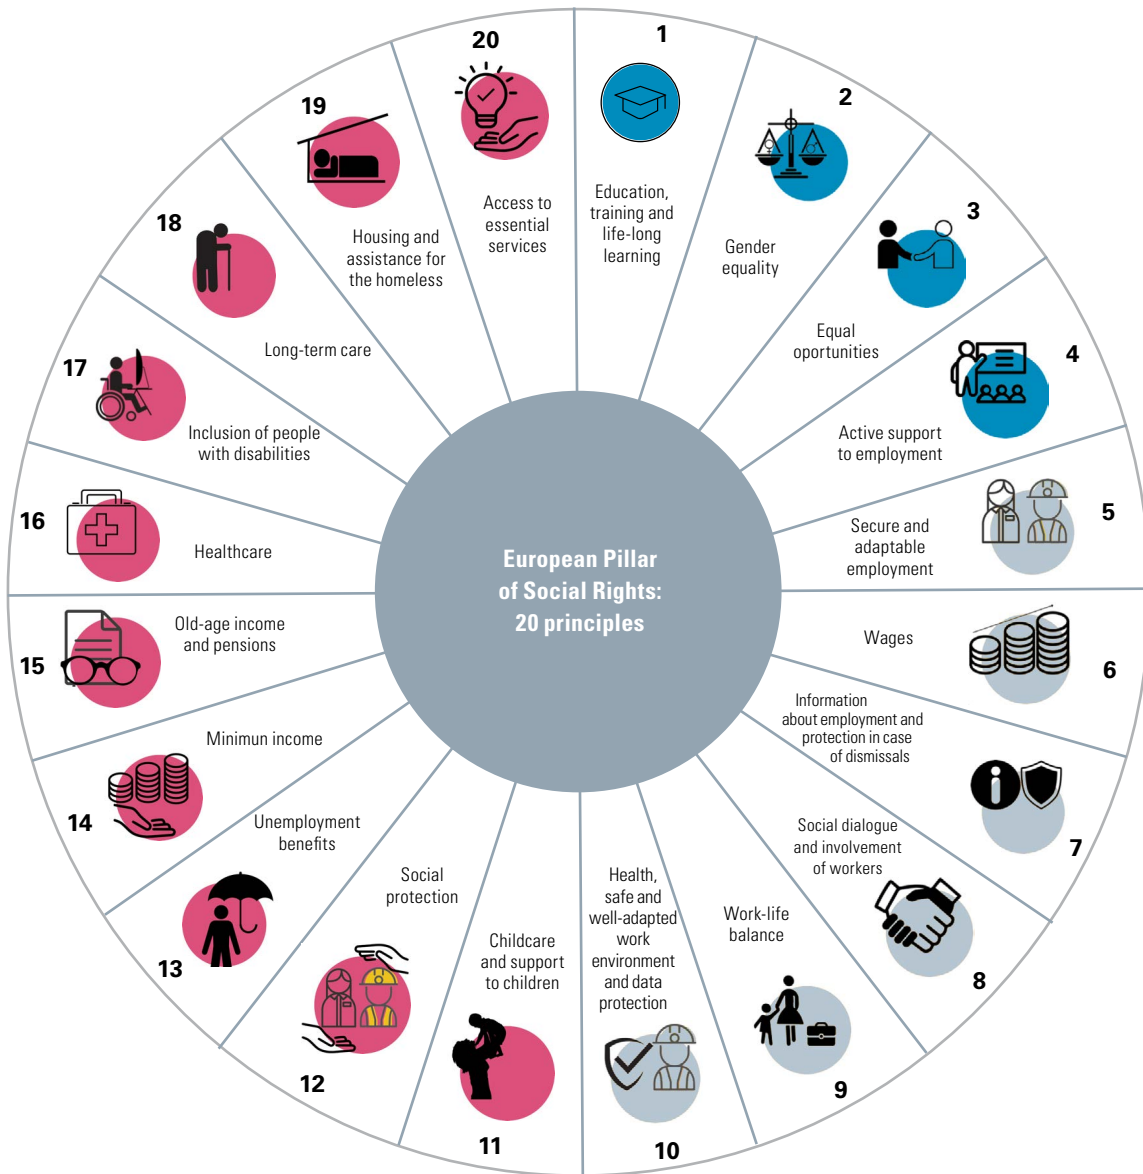 European Pillar
of Social Rights:
20 principles
1
Education,
training and
life-long
learning
2
Gender
equality
3
Equal
oportunities
4
Active support
to employment
5
Secure and
adaptable
employment
6
Wages
7
Information
about employment and
protection in case
of dismissals
8
Social dialogue
and involvement
of workers
9
Work-life
balance
10
Health,
safe and
well-adapted
work
environment
and data
protection
11
Childcare
and support
to children
12
Social
protection
13
Unemployment
benefits
14
Minimun income
15
Old-age income
and pensions
16
Healthcare
17
Inclusion of people
with disabilities
18
Long-term care
19
Housing and
assistance for
the homeless
20
Access to
essential
services